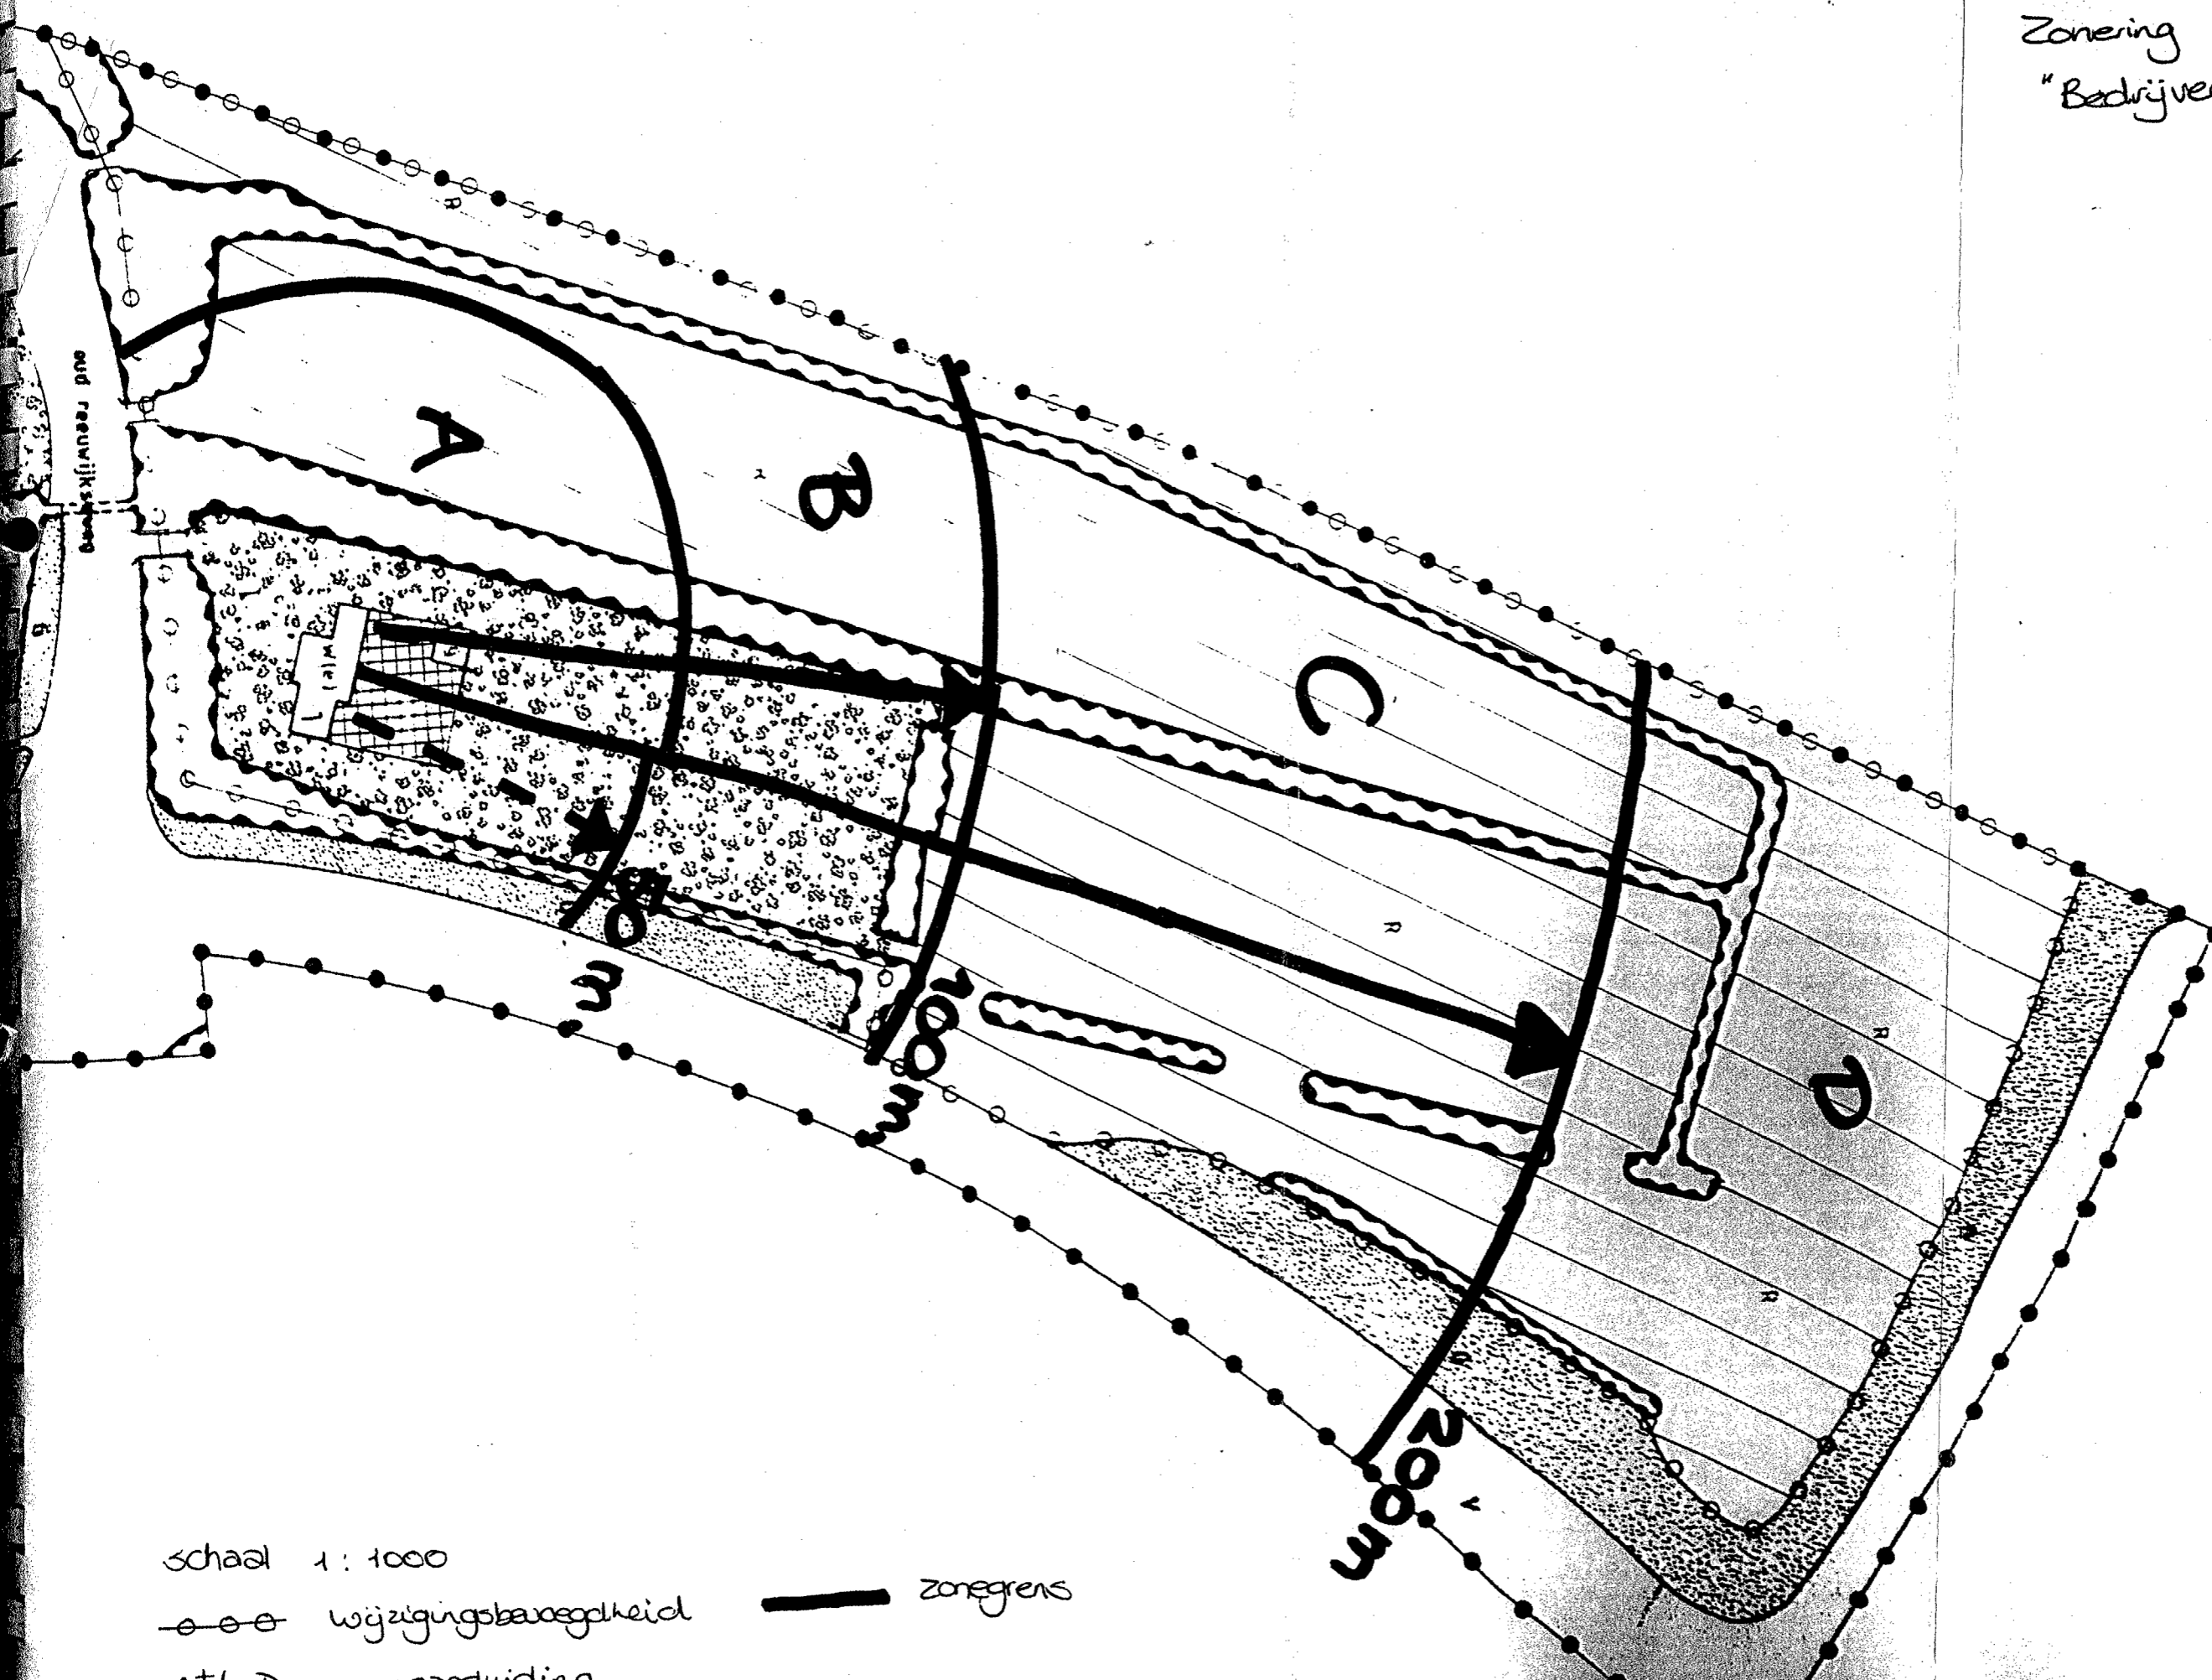 Zonering
"Bedrijve
A
B
C
D
R
R
R
R
oud reeuwijkseweg
w(e)
50 m.
100 m.
200 m
schaal 1 : 1000
wijzigingsbevoegdheid
zonegrens